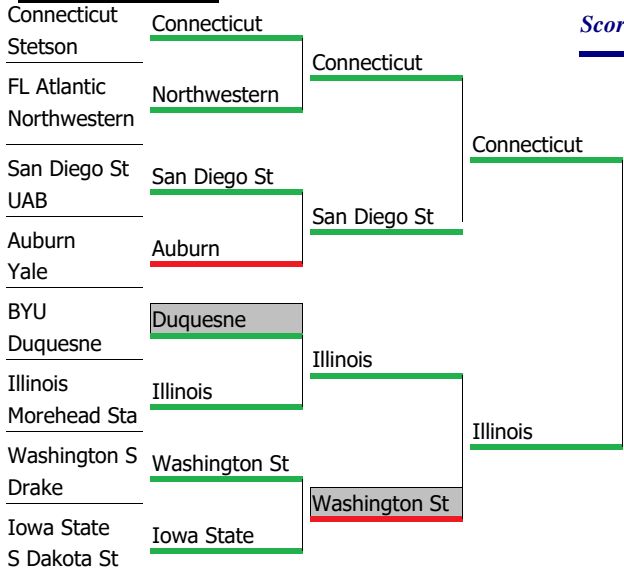 Connecticut
Stetson
FL Atlantic
Northwestern
San Diego St
UAB
Auburn
Yale
BYU
Duquesne
Illinois
Morehead Sta
Washington S
Drake
Iowa State
S Dakota St
Connecticut
Northwestern
San Diego St
Auburn
Duquesne
Illinois
Washington St
Iowa State
Connecticut
San Diego St
Illinois
Washington St
Connecticut
Illinois
Scor